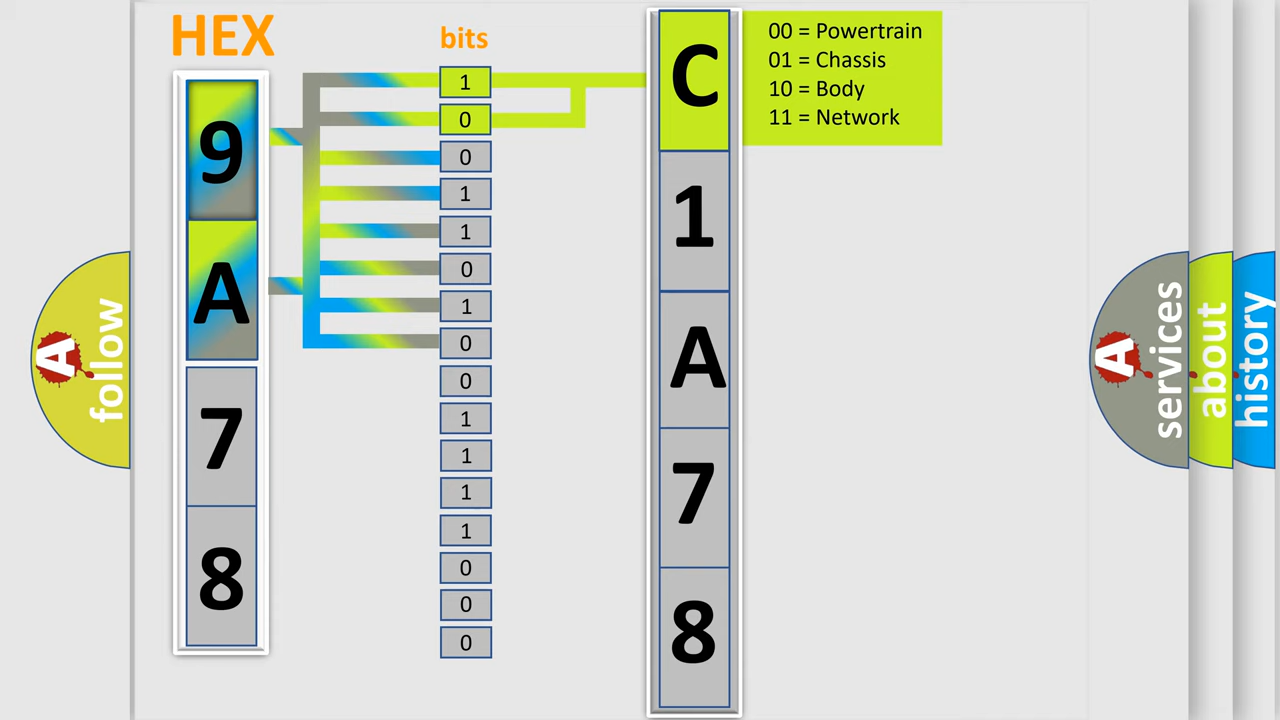 HEX
9
A
7
8
bits
1
0
0
1
1
0
1
0
0
1
1
1
1
0
0
0
C
1
A
7
8
00 = Powertrain
01 = Chassis
10 = Body
11 = Network
A
follow
A
services
about
history